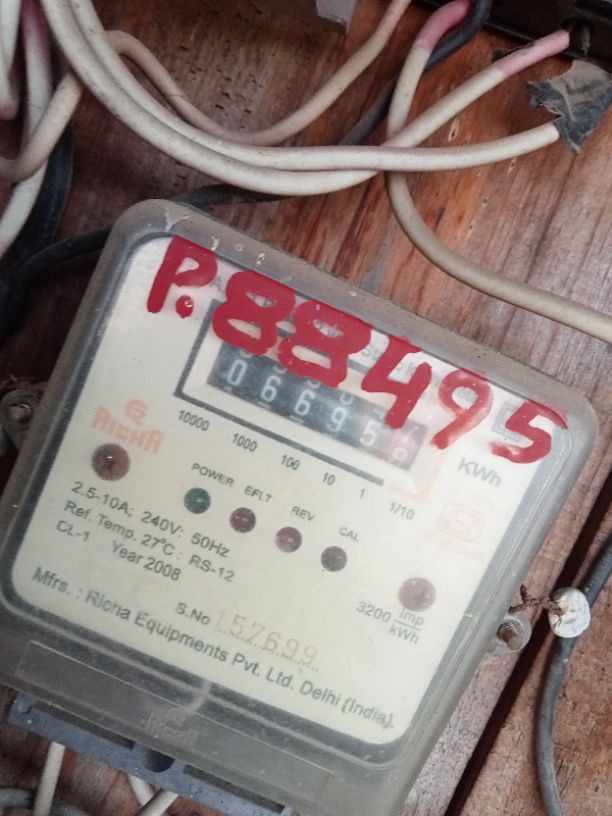 P.88495
06695
KWh
10000 1000 100 10 1 1/10
RICHA
POWER EFLT REV CAL
2.5-10A; 240V: 50Hz
Ref. Temp. 27°C : RS-12
CL-1 Year 2008
3200 Imp/kWh
S.No 157699
Mfrs. : Richa Equipments Pvt. Ltd. Delhi (India).
RICHA